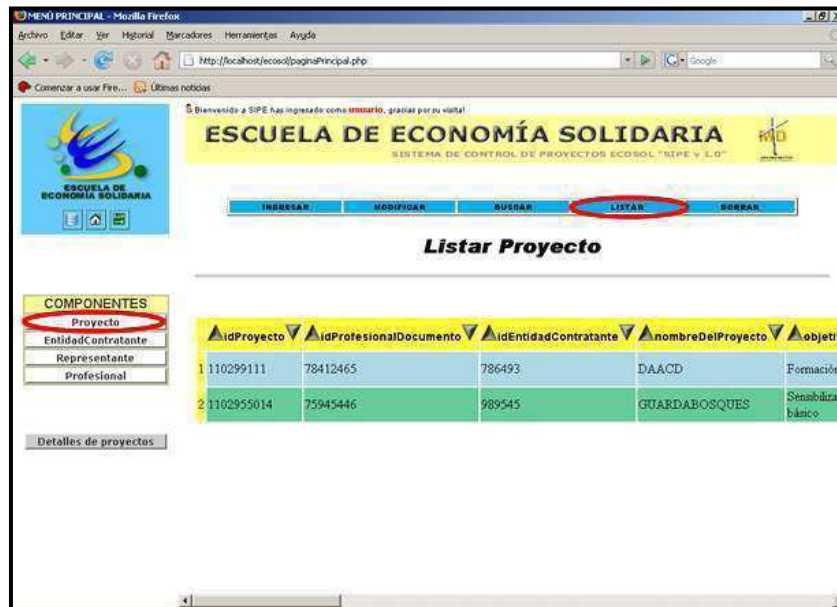 MENÚ PRINCIPAL - Mozilla Firefox
Archivo Editar Ver Historial Marcadores Herramientas Ayuda
http://localhost/ecosol/paginaPrincipal.php
Google
Comenzar a usar Fire... Últimas noticias
Bienvenido a SIPE has ingresado como usuario, gracias por su visita!
ESCUELA DE ECONOMÍA SOLIDARIA
SISTEMA DE CONTROL DE PROYECTOS ECOSOL "SIPE v 1.0"
ESCUELA DE
ECONOMÍA SOLIDARIA
INGRESAR MODIFICAR BUSCAR LISTAR BORRAR
Listar Proyecto
COMPONENTES
Proyecto
EntidadContratante
Representante
Profesional
Detalles de proyectos
idProyecto idProfesionalDocumento idEntidadContratante nombreDelProyecto objeti
1 110299111 78412465 786493 DAACD Formación
2 1102955014 75945446 989545 GUARDABOSQUES Sensibiliza
básico